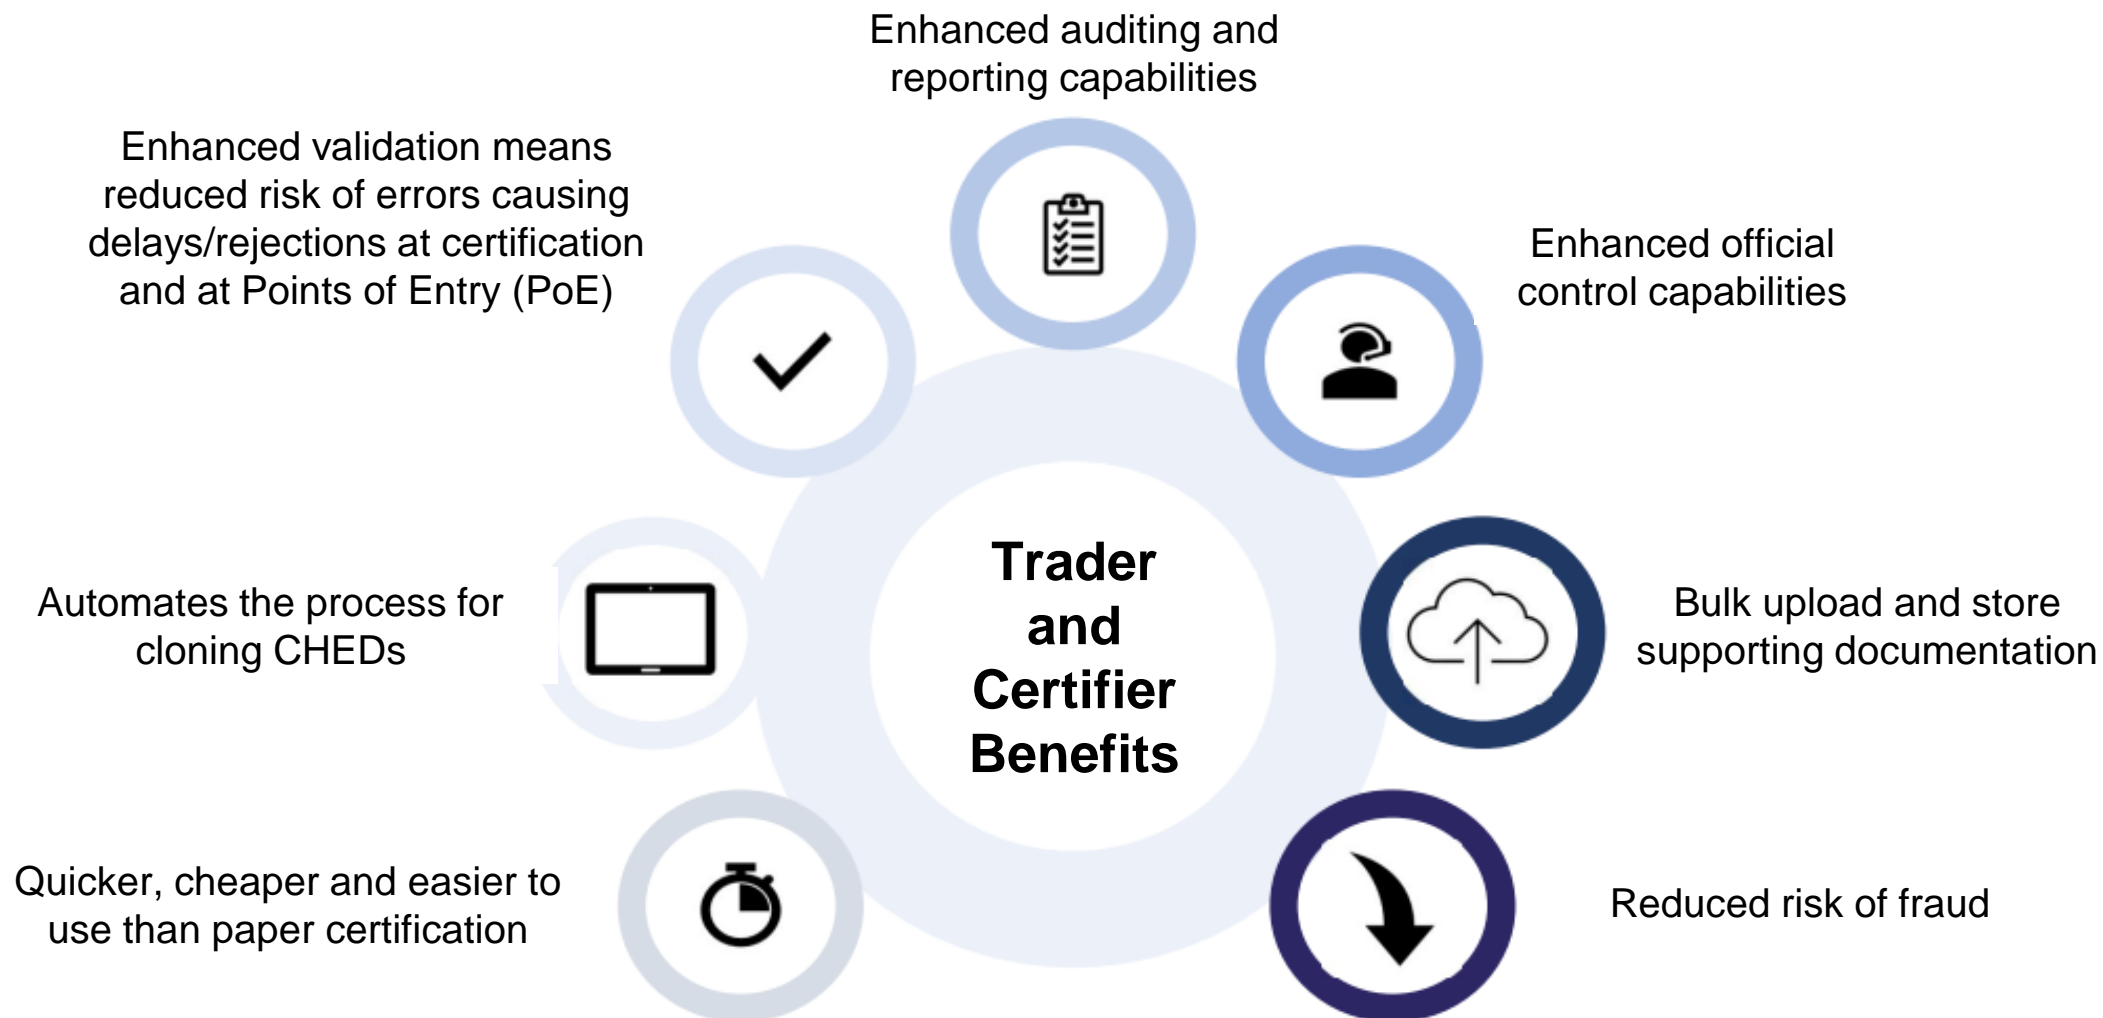 Enhanced auditing and
reporting capabilities
Enhanced validation means
reduced risk of errors causing
delays/rejections at certification
and at Points of Entry (PoE)
Enhanced official
control capabilities
Automates the process for
cloning CHEDs
Trader
and
Certifier
Benefits
Bulk upload and store
supporting documentation
Quicker, cheaper and easier to
use than paper certification
Reduced risk of fraud